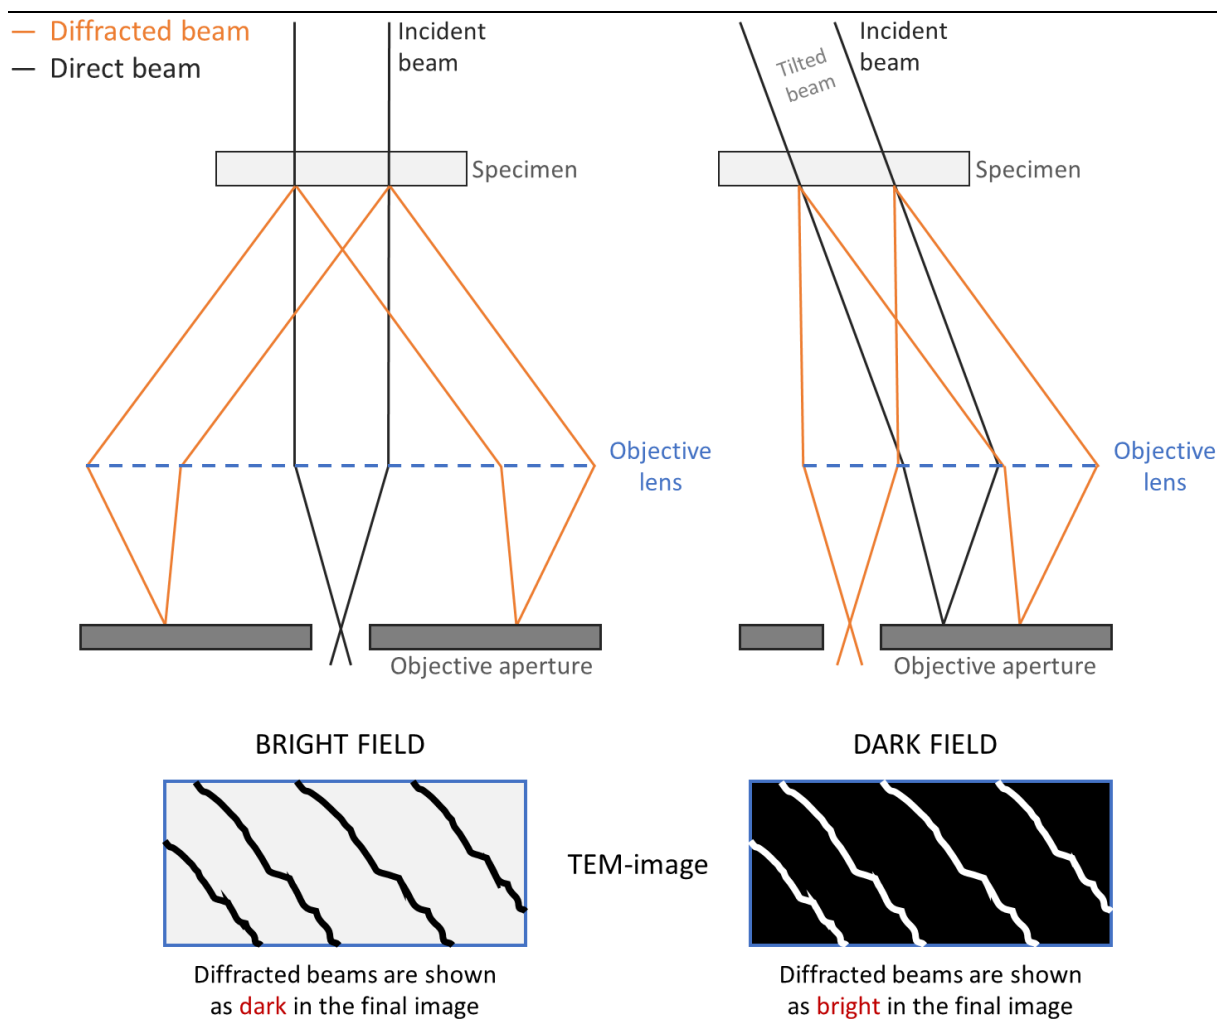 — Diffracted beam
— Direct beam
Incident
beam
Specimen
Objective
lens
Objective aperture
Tilted
beam
Incident
beam
Specimen
Objective
lens
Objective aperture
BRIGHT FIELD
DARK FIELD
TEM-image
Diffracted beams are shown
as dark in the final image
Diffracted beams are shown
as bright in the final image